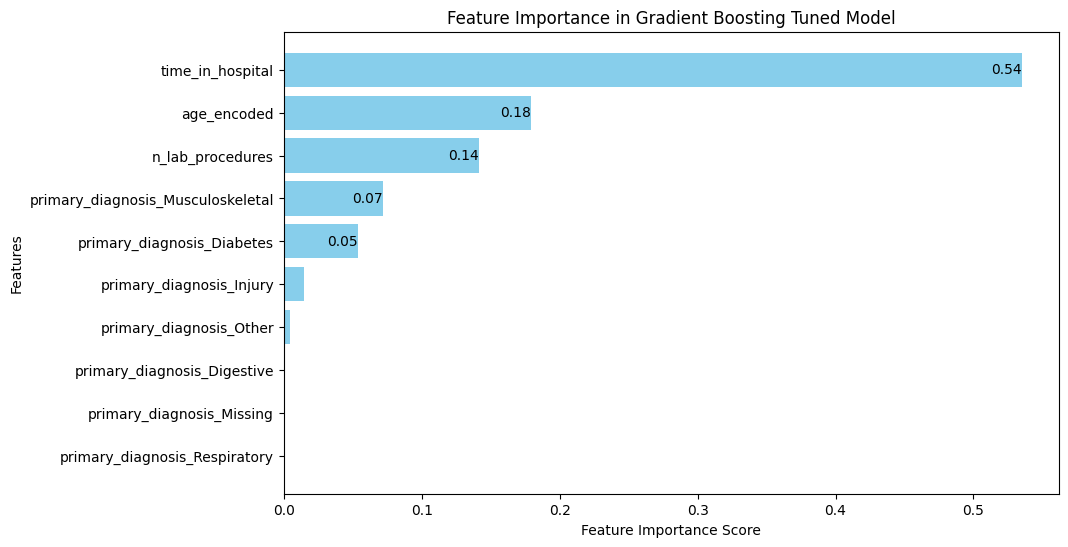 Feature Importance in Gradient Boosting Tuned Model
Features
time_in_hospital
0.54
age_encoded
0.18
n_lab_procedures
0.14
primary_diagnosis_Musculoskeletal
0.07
primary_diagnosis_Diabetes
0.05
primary_diagnosis_Injury
primary_diagnosis_Other
primary_diagnosis_Digestive
primary_diagnosis_Missing
primary_diagnosis_Respiratory
0.0 0.1 0.2 0.3 0.4 0.5
Feature Importance Score